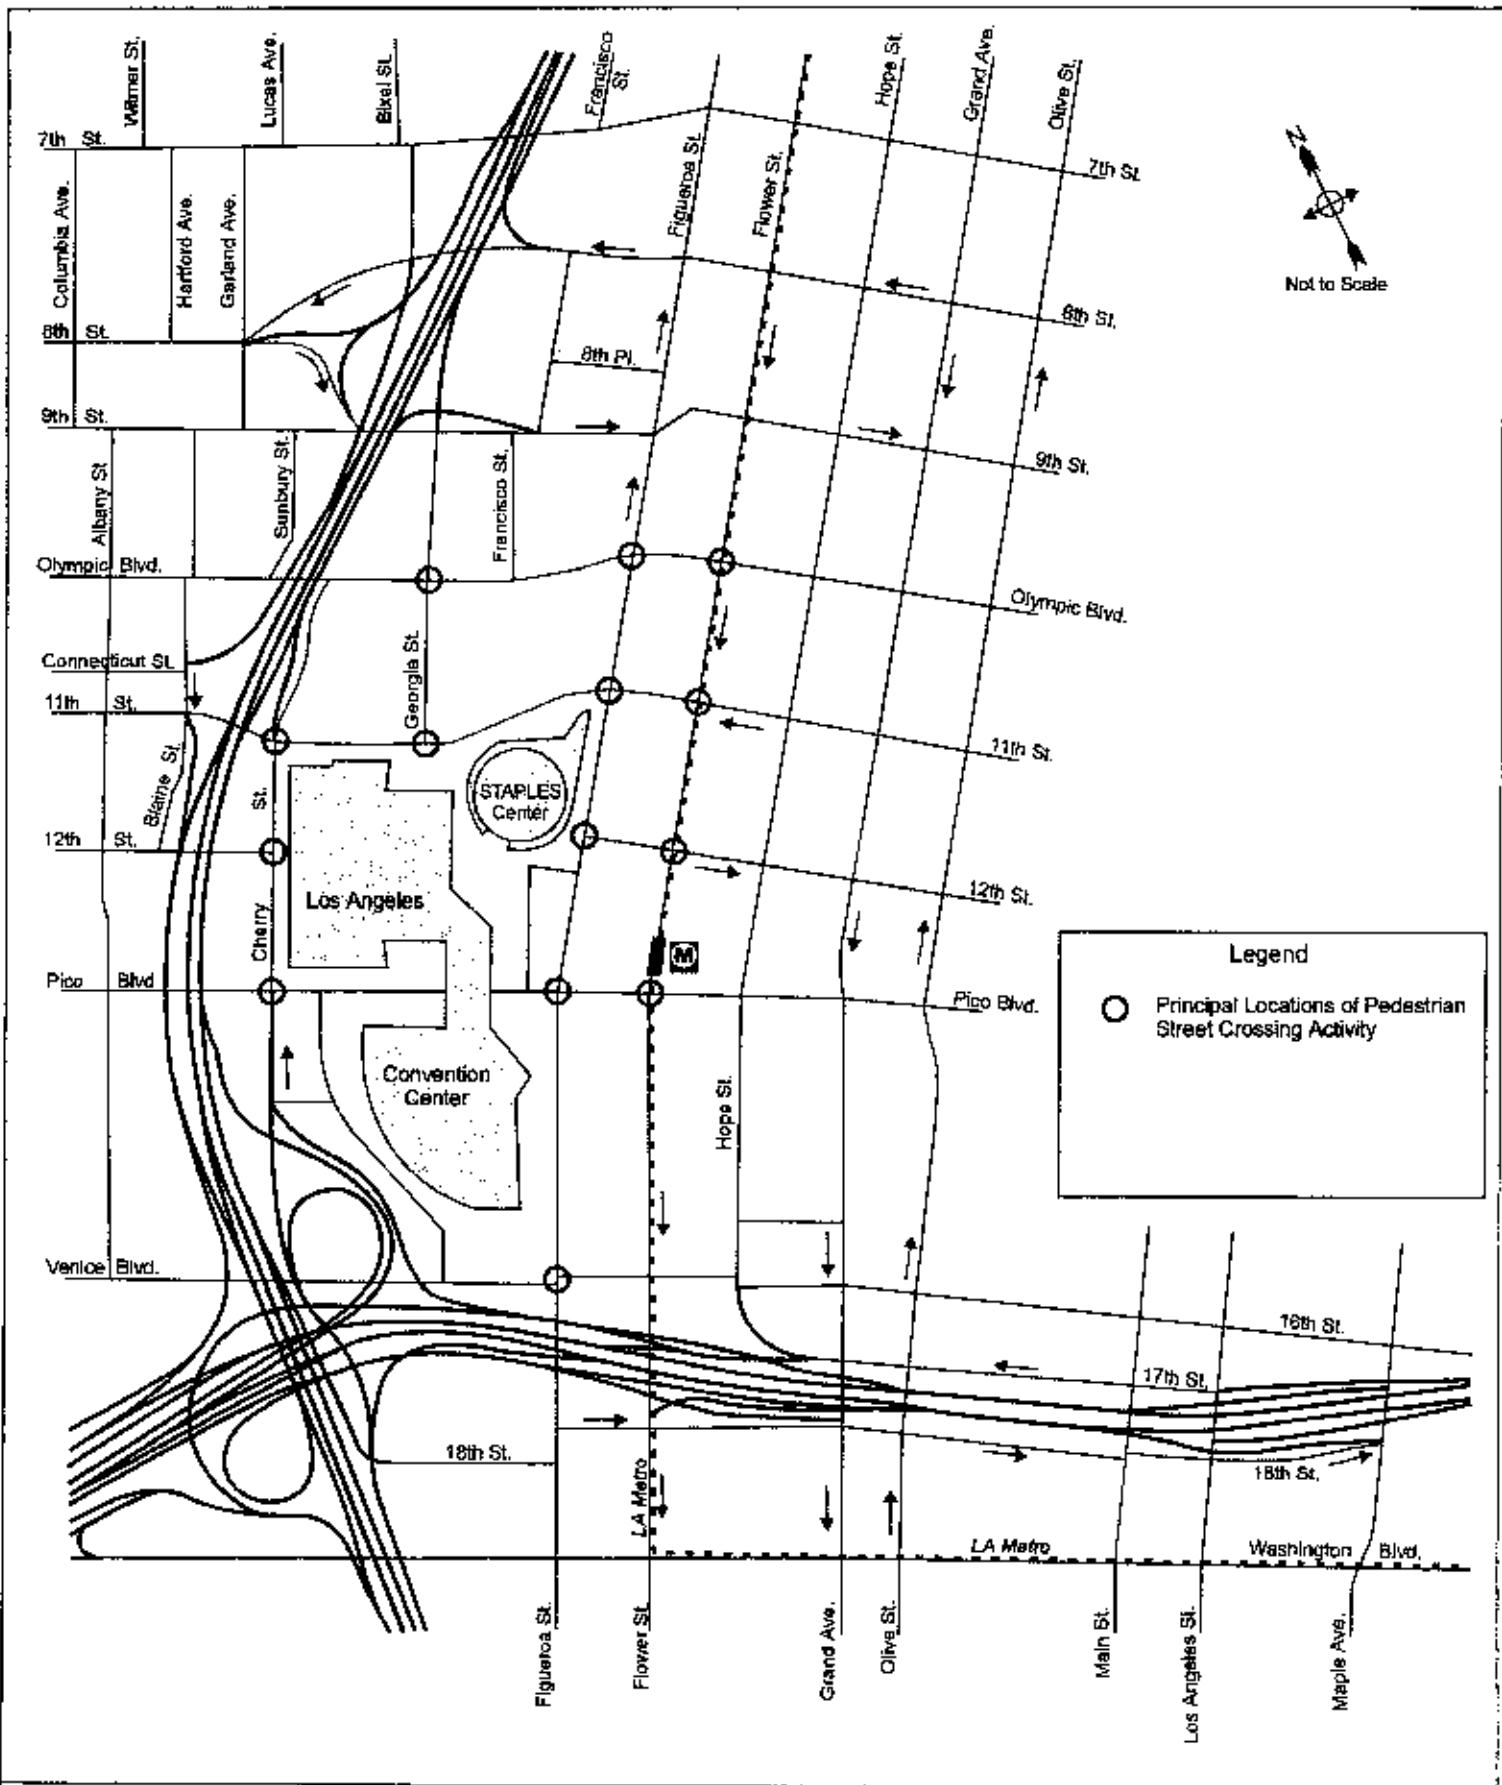 Wilmer St.
Lucas Ave.
Bixel St.
Francisco
St.
Hope St.
Grand Ave.
Olive St.
7th St.
7th St.
Figueroa St.
Flower St.
N
Not to Scale
Columbia Ave.
Hartford Ave.
Garland Ave.
8th St.
8th St.
8th Pl.
9th St.
9th St.
Albany St
Sunbury St.
Francisco St.
Olympic Blvd.
Olympic Blvd.
Connecticut St.
Georgia St.
11th St.
11th St.
Blaine St.
STAPLES
Center
12th St.
12th St.
Cherry St.
Los Angeles
M
Pico Blvd
Pico Blvd.
Legend
Principal Locations of Pedestrian
Street Crossing Activity
Convention
Center
Hope St.
Venice Blvd.
16th St.
17th St.
18th St.
18th St.
LA Metro
LA Metro
Washington Blvd.
Figueroa St.
Flower St.
Grand Ave.
Olive St.
Main St.
Los Angeles St.
Maple Ave.